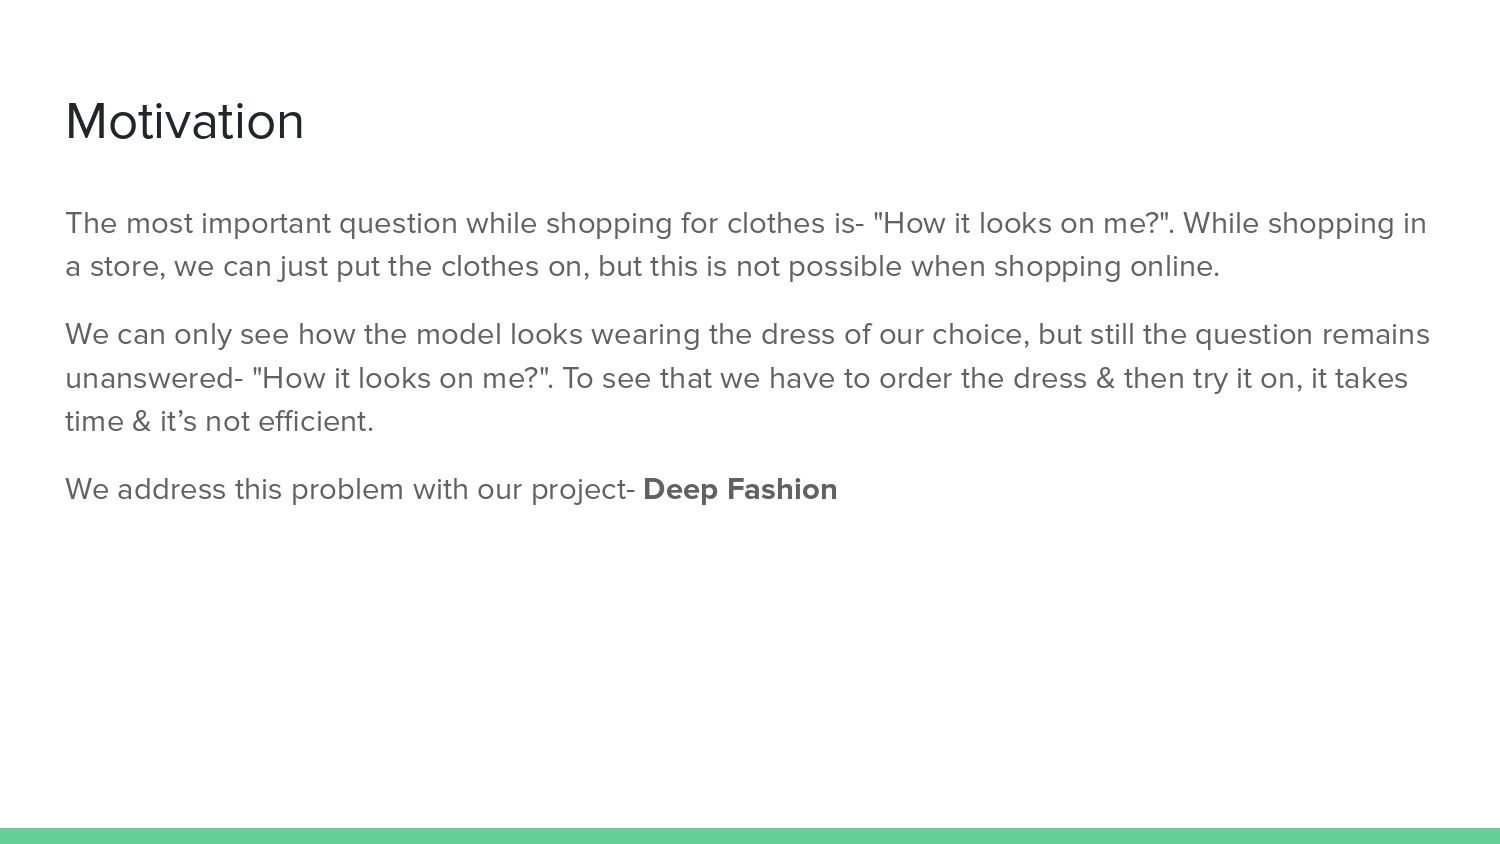 Motivation
The most important question while shopping for clothes is- "How it looks on me?". While shopping in
a store, we can just put the clothes on, but this is not possible when shopping online.
We can only see how the model looks wearing the dress of our choice, but still the question remains
unanswered- "How it looks on me?". To see that we have to order the dress & then try it on, it takes
time & it’s not efficient.
We address this problem with our project- Deep Fashion